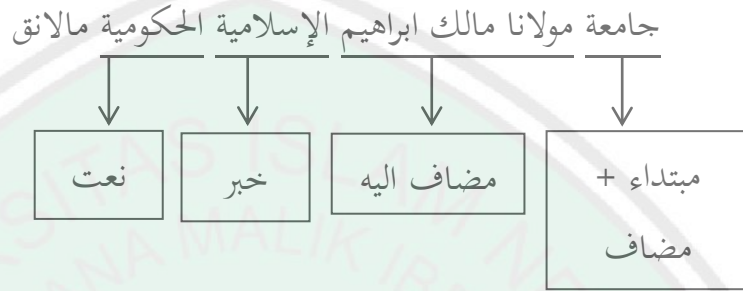 جامعة مولانا مالك ابراهيم الإسلامية الحكومية مالانق
مبتداء +
مضاف
مضاف اليه
خبر
نعت